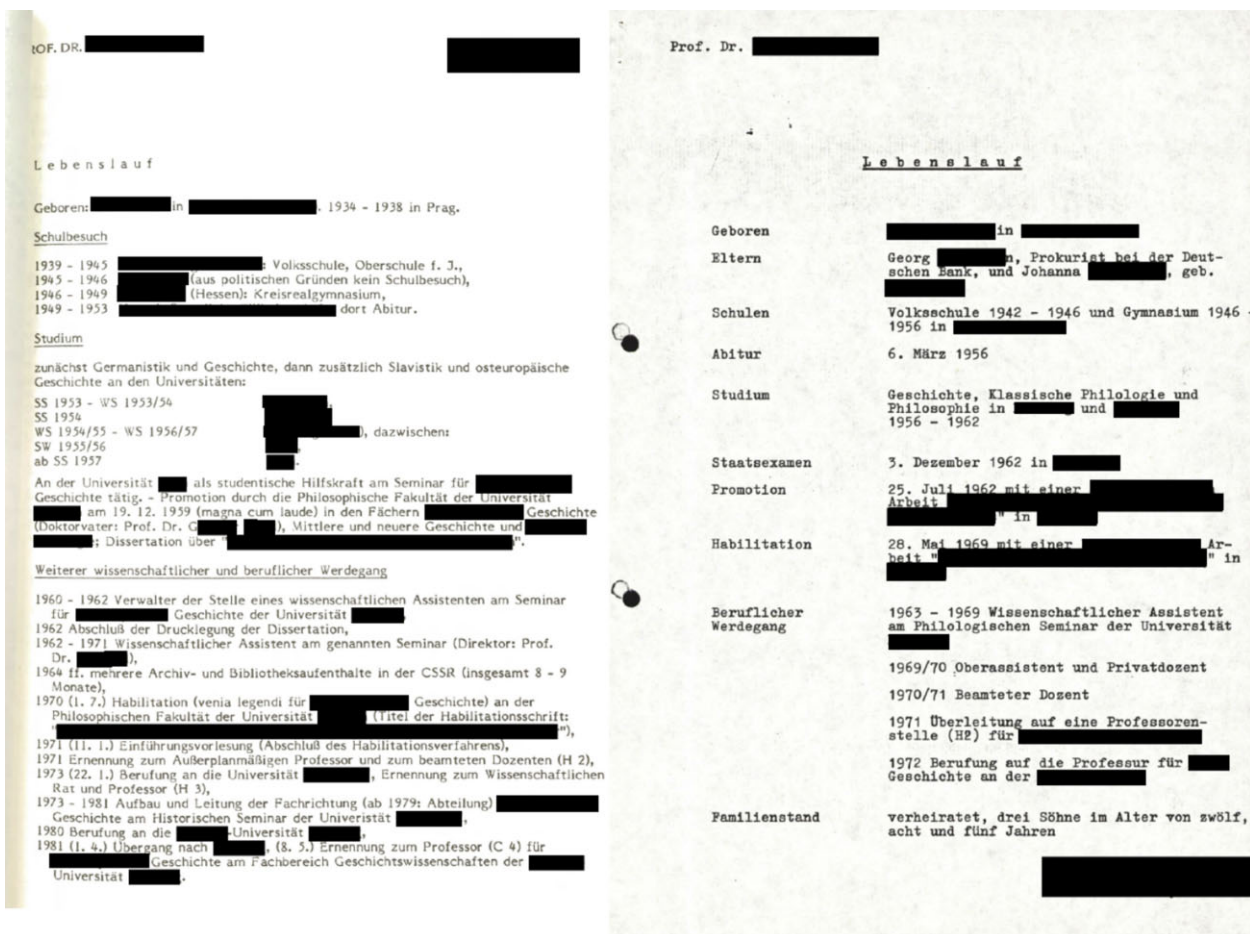 ROF. DR.
Lebenslauf
Geboren: in . 1934 - 1938 in Prag.
Schulbesuch
1939 - 1945 : Volksschule, Oberschule f. J.,
1945 - 1946 (aus politischen Gründen kein Schulbesuch),
1946 - 1949 (Hessen): Kreisrealgymnasium,
1949 - 1953 dort Abitur.
Studium
zunächst Germanistik und Geschichte, dann zusätzlich Slavistik und osteuropäische
Geschichte an den Universitäten:
SS 1953 - WS 1953/54
SS 1954
WS 1954/55 - WS 1956/57 ), dazwischen:
SW 1955/56
ab SS 1957 .
An der Universität als studentische Hilfskraft am Seminar für
Geschichte tätig. - Promotion durch die Philosophische Fakultät der Universität
am 19. 12. 1959 (magna cum laude) in den Fächern Geschichte
(Doktorvater: Prof. Dr. G ), Mittlere und neuere Geschichte und
; Dissertation über " ".
Weiterer wissenschaftlicher und beruflicher Werdegang
1960 - 1962 Verwalter der Stelle eines wissenschaftlichen Assistenten am Seminar
für Geschichte der Universität
1962 Abschluß der Drucklegung der Dissertation,
1962 - 1971 Wissenschaftlicher Assistent am genannten Seminar (Direktor: Prof.
Dr. ),
1964 ff. mehrere Archiv- und Bibliotheksaufenthalte in der CSSR (insgesamt 8 - 9
Monate),
1970 (1. 7.) Habilitation (venia legendi für Geschichte) an der
Philosophischen Fakultät der Universität (Titel der Habilitationsschrift:
" "),
1971 (11. 1.) Einführungsvorlesung (Abschluß des Habilitationsverfahrens),
1971 Ernennung zum Außerplanmäßigen Professor und zum beamteten Dozenten (H 2),
1973 (22. 1.) Berufung an die Universität , Ernennung zum Wissenschaftlichen
Rat und Professor (H 3),
1973 - 1981 Aufbau und Leitung der Fachrichtung (ab 1979: Abteilung)
Geschichte am Historischen Seminar der Univeristät ,
1980 Berufung an die -Universität ,
1981 (1. 4.) Übergang nach , (8. 5.) Ernennung zum Professor (C 4) für
Geschichte am Fachbereich Geschichtswissenschaften der
Universität .
Prof. Dr.
Lebenslauf
Geboren in
Eltern Georg n, Prokurist bei der Deut-
schen Bank, und Johanna , geb.
Schulen Volksschule 1942 - 1946 und Gymnasium 1946 -
1956 in
Abitur 6. März 1956
Studium Geschichte, Klassische Philologie und
Philosophie in und
1956 - 1962
Staatsexamen 3. Dezember 1962 in
Promotion 25. Juli 1962 mit einer
Arbeit
" in
Habilitation 28. Mai 1969 mit einer Ar-
beit " " in
Beruflicher 1963 - 1969 Wissenschaftlicher Assistent
Werdegang am Philologischen Seminar der Universität
1969/70 Oberassistent und Privatdozent
1970/71 Beamteter Dozent
1971 Überleitung auf eine Professoren-
stelle (H2) für
1972 Berufung auf die Professur für
Geschichte an der
Familienstand verheiratet, drei Söhne im Alter von zwölf,
acht und fünf Jahren